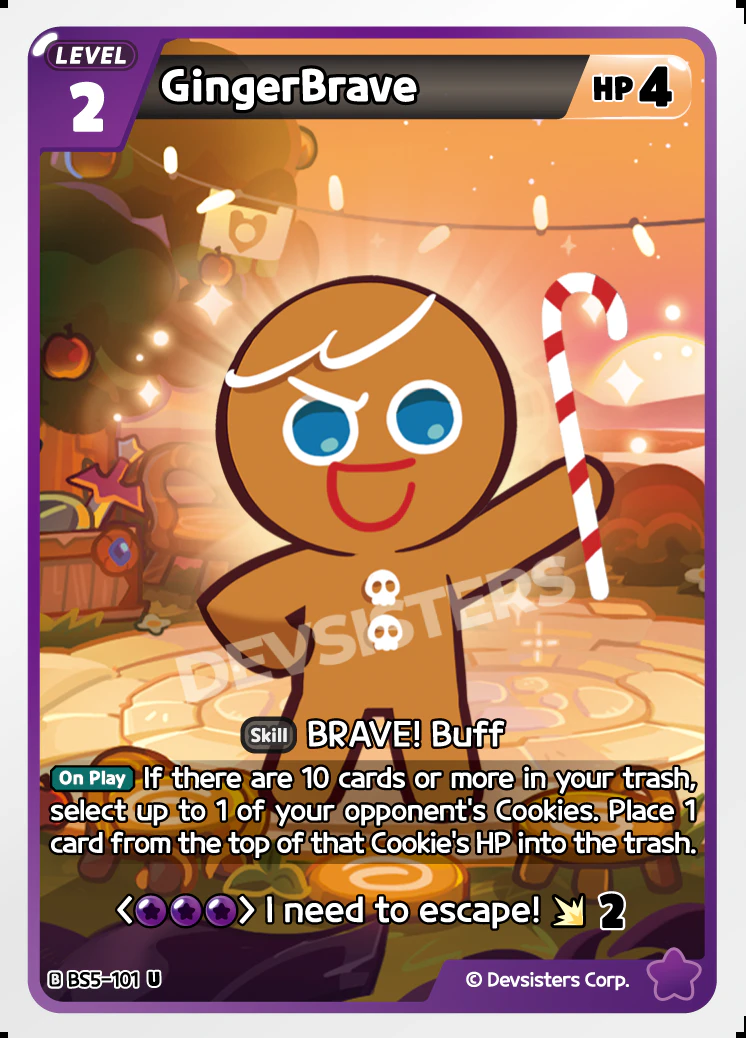 LEVEL
2
GingerBrave
HP 4
DEVSISTERS
Skill BRAVE! Buff
On Play If there are 10 cards or more in your trash,
select up to 1 of your opponent's Cookies. Place 1
card from the top of that Cookie's HP into the trash.
I need to escape! 2
B BS5-101 U
© Devsisters Corp.